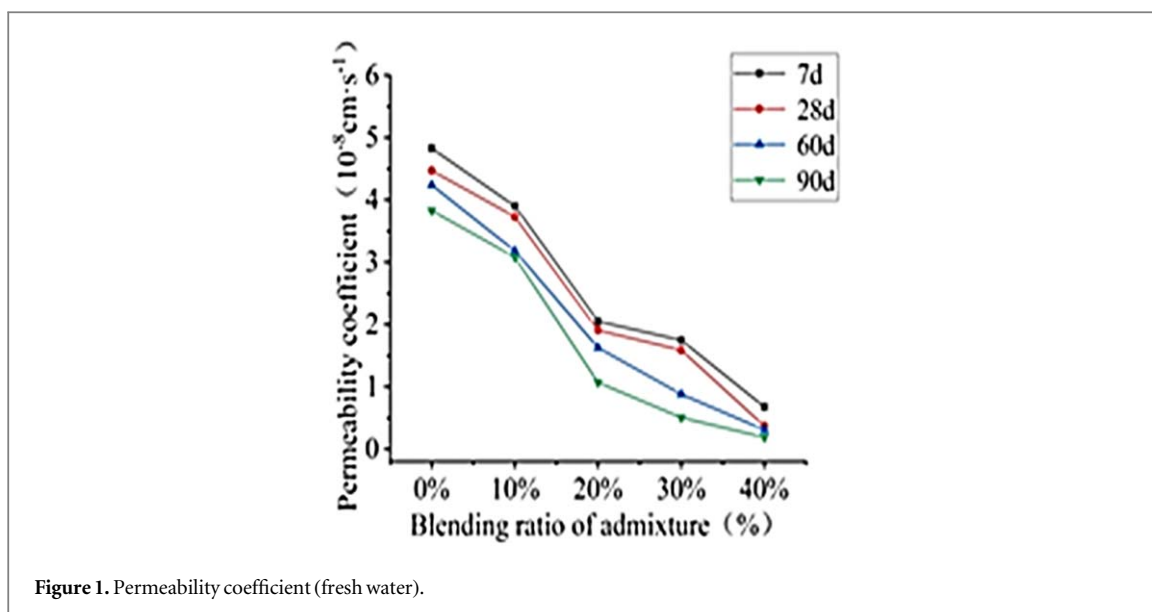 Permeability coefficient（10⁻⁸cm·s⁻¹）
6
5
4
3
2
1
0
7d
28d
60d
90d
0% 10% 20% 30% 40%
Blending ratio of admixture（%）
Figure 1. Permeability coefficient (fresh water).